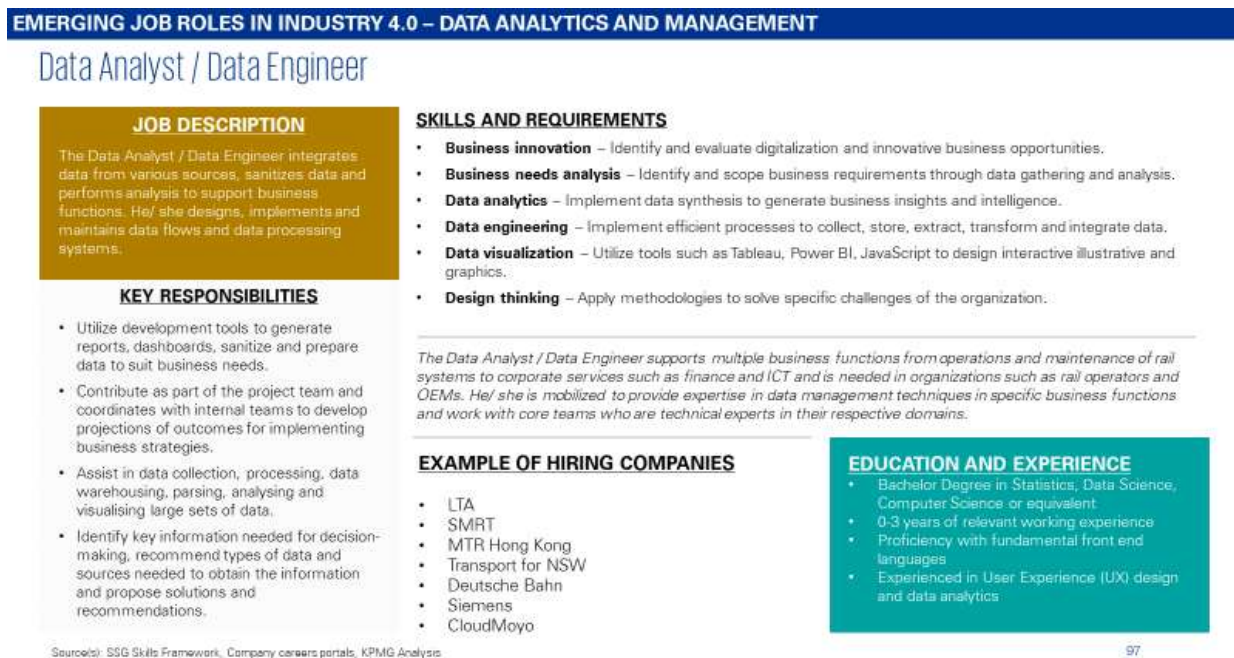 EMERGING JOB ROLES IN INDUSTRY 4.0 – DATA ANALYTICS AND MANAGEMENT
Data Analyst / Data Engineer
JOB DESCRIPTION
The Data Analyst / Data Engineer integrates
data from various sources, sanitizes data and
performs analysis to support business
functions. He/ she designs, implements and
maintains data flows and data processing
systems.
KEY RESPONSIBILITIES
• Utilize development tools to generate
reports, dashboards, sanitize and prepare
data to suit business needs.
• Contribute as part of the project team and
coordinates with internal teams to develop
projections of outcomes for implementing
business strategies.
• Assist in data collection, processing, data
warehousing, parsing, analysing and
visualising large sets of data.
• Identify key information needed for decision-
making, recommend types of data and
sources needed to obtain the information
and propose solutions and
recommendations.
SKILLS AND REQUIREMENTS
• Business innovation – Identify and evaluate digitalization and innovative business opportunities.
• Business needs analysis – Identify and scope business requirements through data gathering and analysis.
• Data analytics – Implement data synthesis to generate business insights and intelligence.
• Data engineering – Implement efficient processes to collect, store, extract, transform and integrate data.
• Data visualization – Utilize tools such as Tableau, Power BI, JavaScript to design interactive illustrative and
graphics.
• Design thinking – Apply methodologies to solve specific challenges of the organization.
The Data Analyst / Data Engineer supports multiple business functions from operations and maintenance of rail
systems to corporate services such as finance and ICT and is needed in organizations such as rail operators and
OEMs. He/ she is mobilized to provide expertise in data management techniques in specific business functions
and work with core teams who are technical experts in their respective domains.
EXAMPLE OF HIRING COMPANIES
• LTA
• SMRT
• MTR Hong Kong
• Transport for NSW
• Deutsche Bahn
• Siemens
• CloudMoyo
EDUCATION AND EXPERIENCE
• Bachelor Degree in Statistics, Data Science,
Computer Science or equivalent
• 0-3 years of relevant working experience
• Proficiency with fundamental front end
languages
• Experienced in User Experience (UX) design
and data analytics
Source(s): SSG Skills Framework, Company careers portals, KPMG Analysis
97